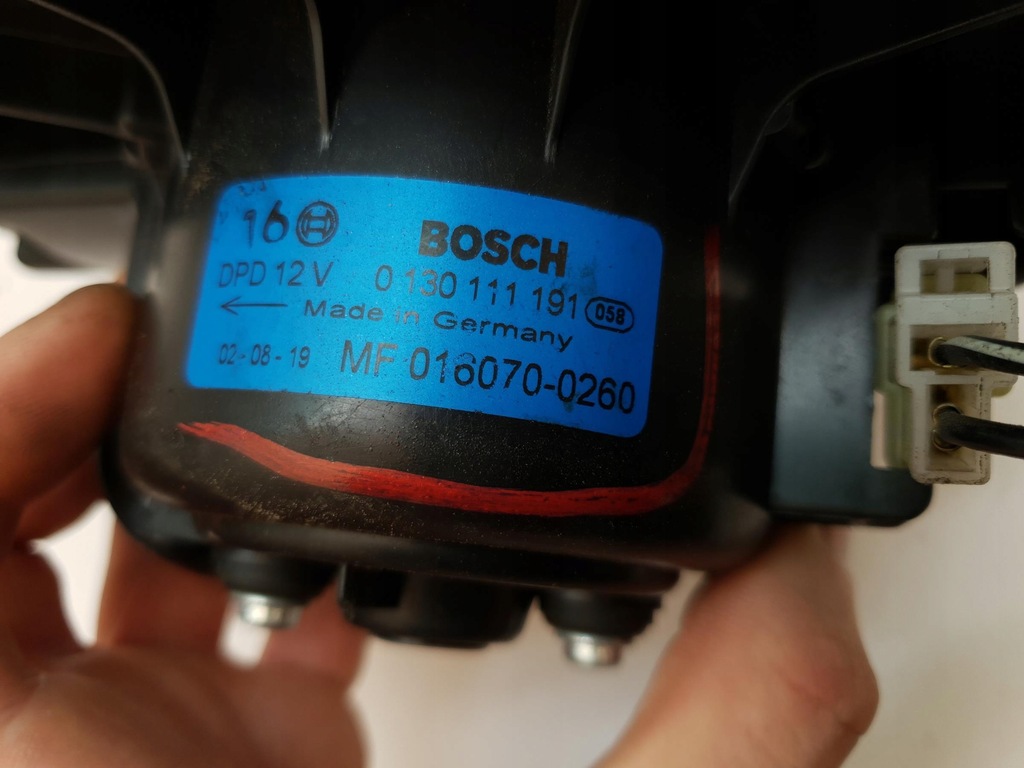 16
BOSCH
DPD 12 V 0 130 111 191 058
Made in Germany
02-08-19 MF 016070-0260